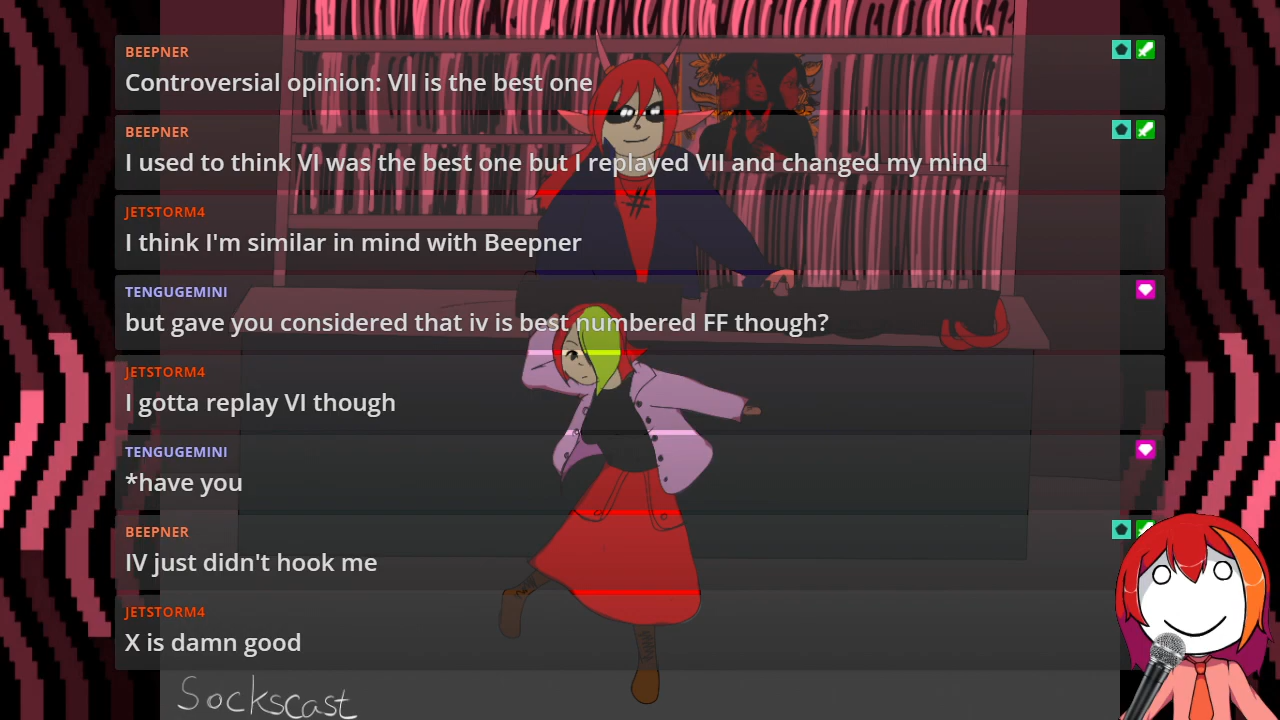 BEEPNER
Controversial opinion: VII is the best one
BEEPNER
I used to think VI was the best one but I replayed VII and changed my mind
JETSTORM4
I think I'm similar in mind with Beepner
TENGUGEMINI
but gave you considered that iv is best numbered FF though?
JETSTORM4
I gotta replay VI though
TENGUGEMINI
*have you
BEEPNER
IV just didn't hook me
JETSTORM4
X is damn good
Sockscast